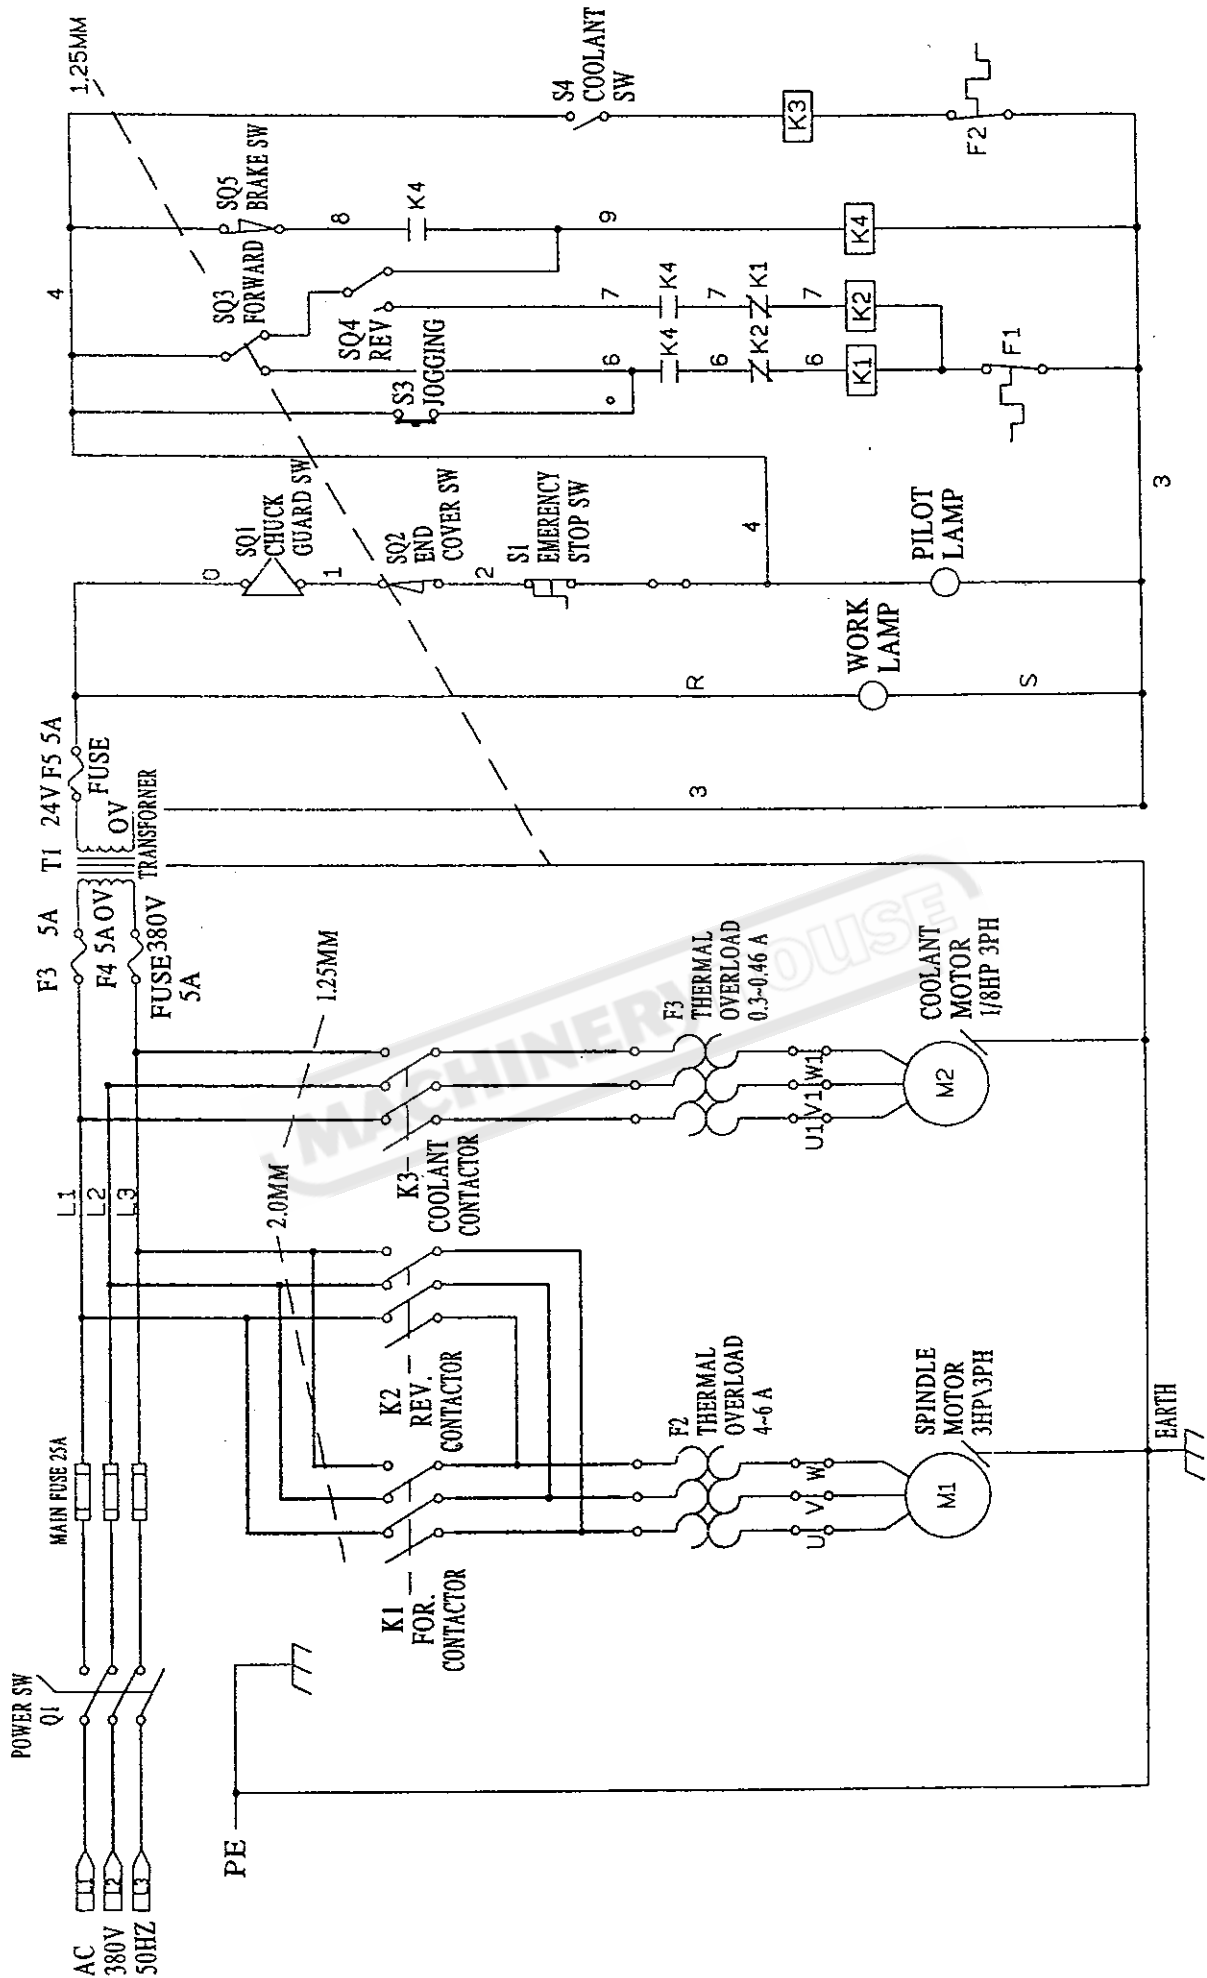 AC
380V
50HZ
L1
L2
L3
POWER SW
Q1
MAIN FUSE 25A
L1
L2
L3
PE
K1
FOR.
CONTACTOR
K2
REV.
CONTACTOR
K3
COOLANT
CONTACTOR
2.0MM
1.25MM
F2
THERMAL
OVERLOAD
4~6 A
F3
THERMAL
OVERLOAD
0.3~0.46 A
U
V
W
U1
V1
W1
M1
SPINDLE
MOTOR
3HP\3PH
M2
COOLANT
MOTOR
1/8HP 3PH
EARTH
MACHINERYHOUSE
F3 5A
F4 5A 0V
FUSE 380V
5A
T1
24V F5 5A
FUSE
0V
TRANSFORNER
3
R
WORK
LAMP
S
0
SQ1
CHUCK
GUARD SW
1
SQ2
END
COVER SW
2
S1
EMERENCY
STOP SW
4
PILOT
LAMP
3
4
S3
JOGGING
SQ3
FORWARD
SQ4
REV
6
K4
6
K2
6
K1
F1
7
K4
7
K1
7
K2
SQ5
BRAKE SW
8
K4
9
K4
1.25MM
S4
COOLANT
SW
K3
F2